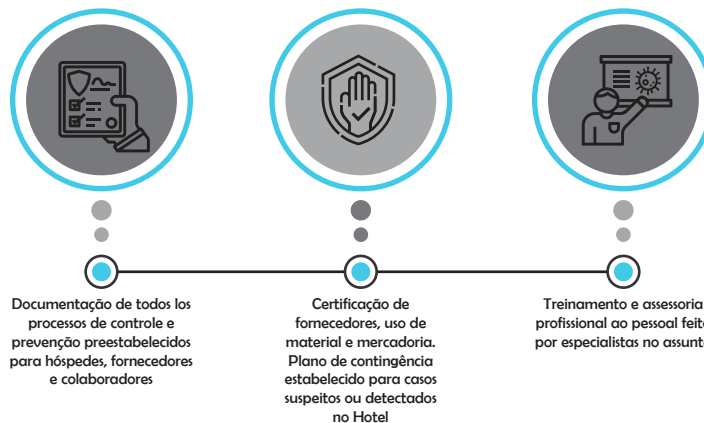 Documentação de todos los
processos de controle e
prevenção preestabelecidos
para hóspedes, fornecedores
e colaboradores
Certificação de
fornecedores, uso de
material e mercadoria.
Plano de contingência
estabelecido para casos
suspeitos ou detectados
no Hotel
Treinamento e assessoria
profissional ao pessoal
por especialistas no